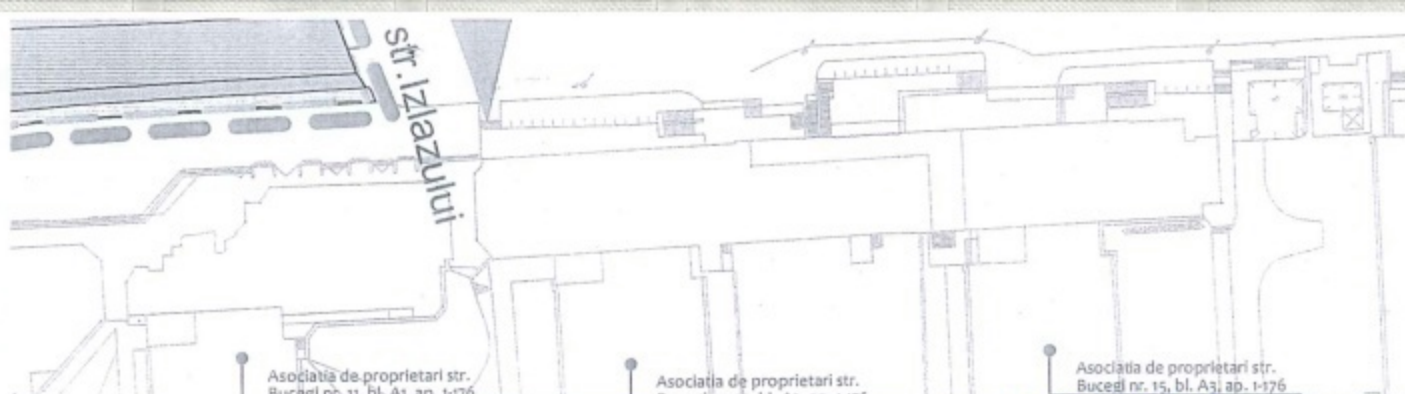 str. Izlazului
Asociatia de proprietari str.
Bucegi nr. 11, bl. A1, ap. 1-176
Asociatia de proprietari str.
Asociatia de proprietari str.
Bucegi nr. 15, bl. A3, ap. 1-176